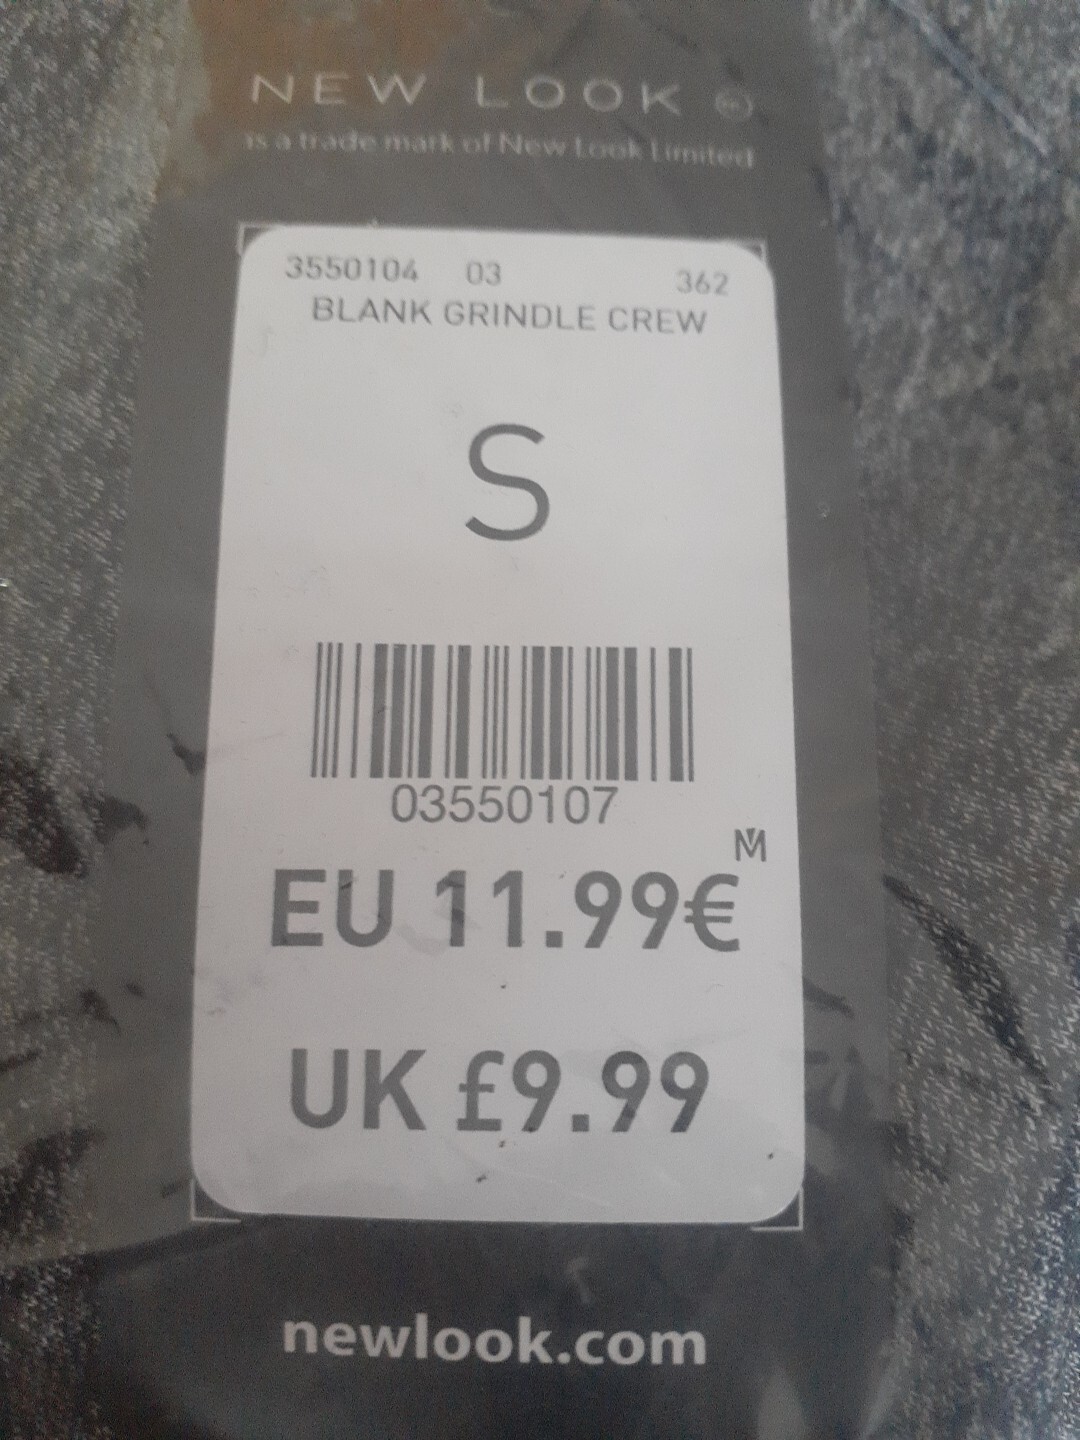 NEW LOOK
is a trade mark of New Look Limited
3550104 03 362
BLANK GRINDLE CREW
S
03550107
M
EU 11.99€
UK £9.99
newlook.com